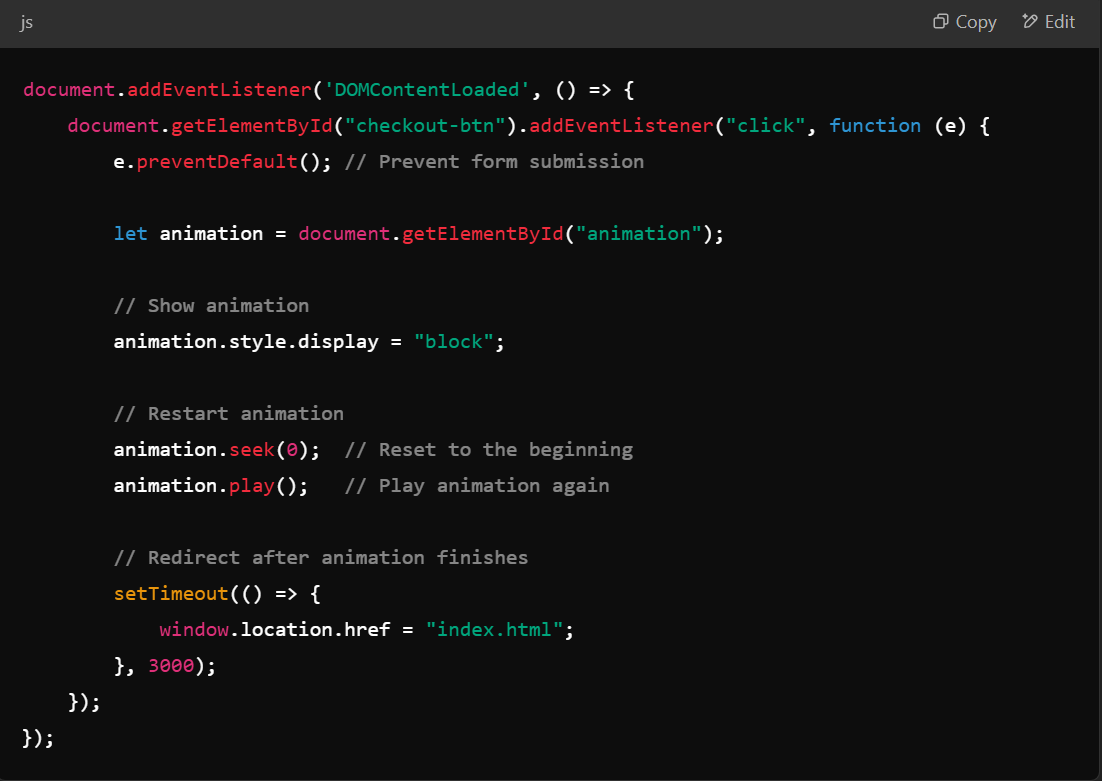 js
Copy
Edit
document.addEventListener('DOMContentLoaded', () => {
    document.getElementById("checkout-btn").addEventListener("click", function (e) {
        e.preventDefault(); // Prevent form submission

        let animation = document.getElementById("animation");

        // Show animation
        animation.style.display = "block";

        // Restart animation
        animation.seek(0);  // Reset to the beginning
        animation.play();   // Play animation again

        // Redirect after animation finishes
        setTimeout(() => {
            window.location.href = "index.html";
        }, 3000);
    });
});